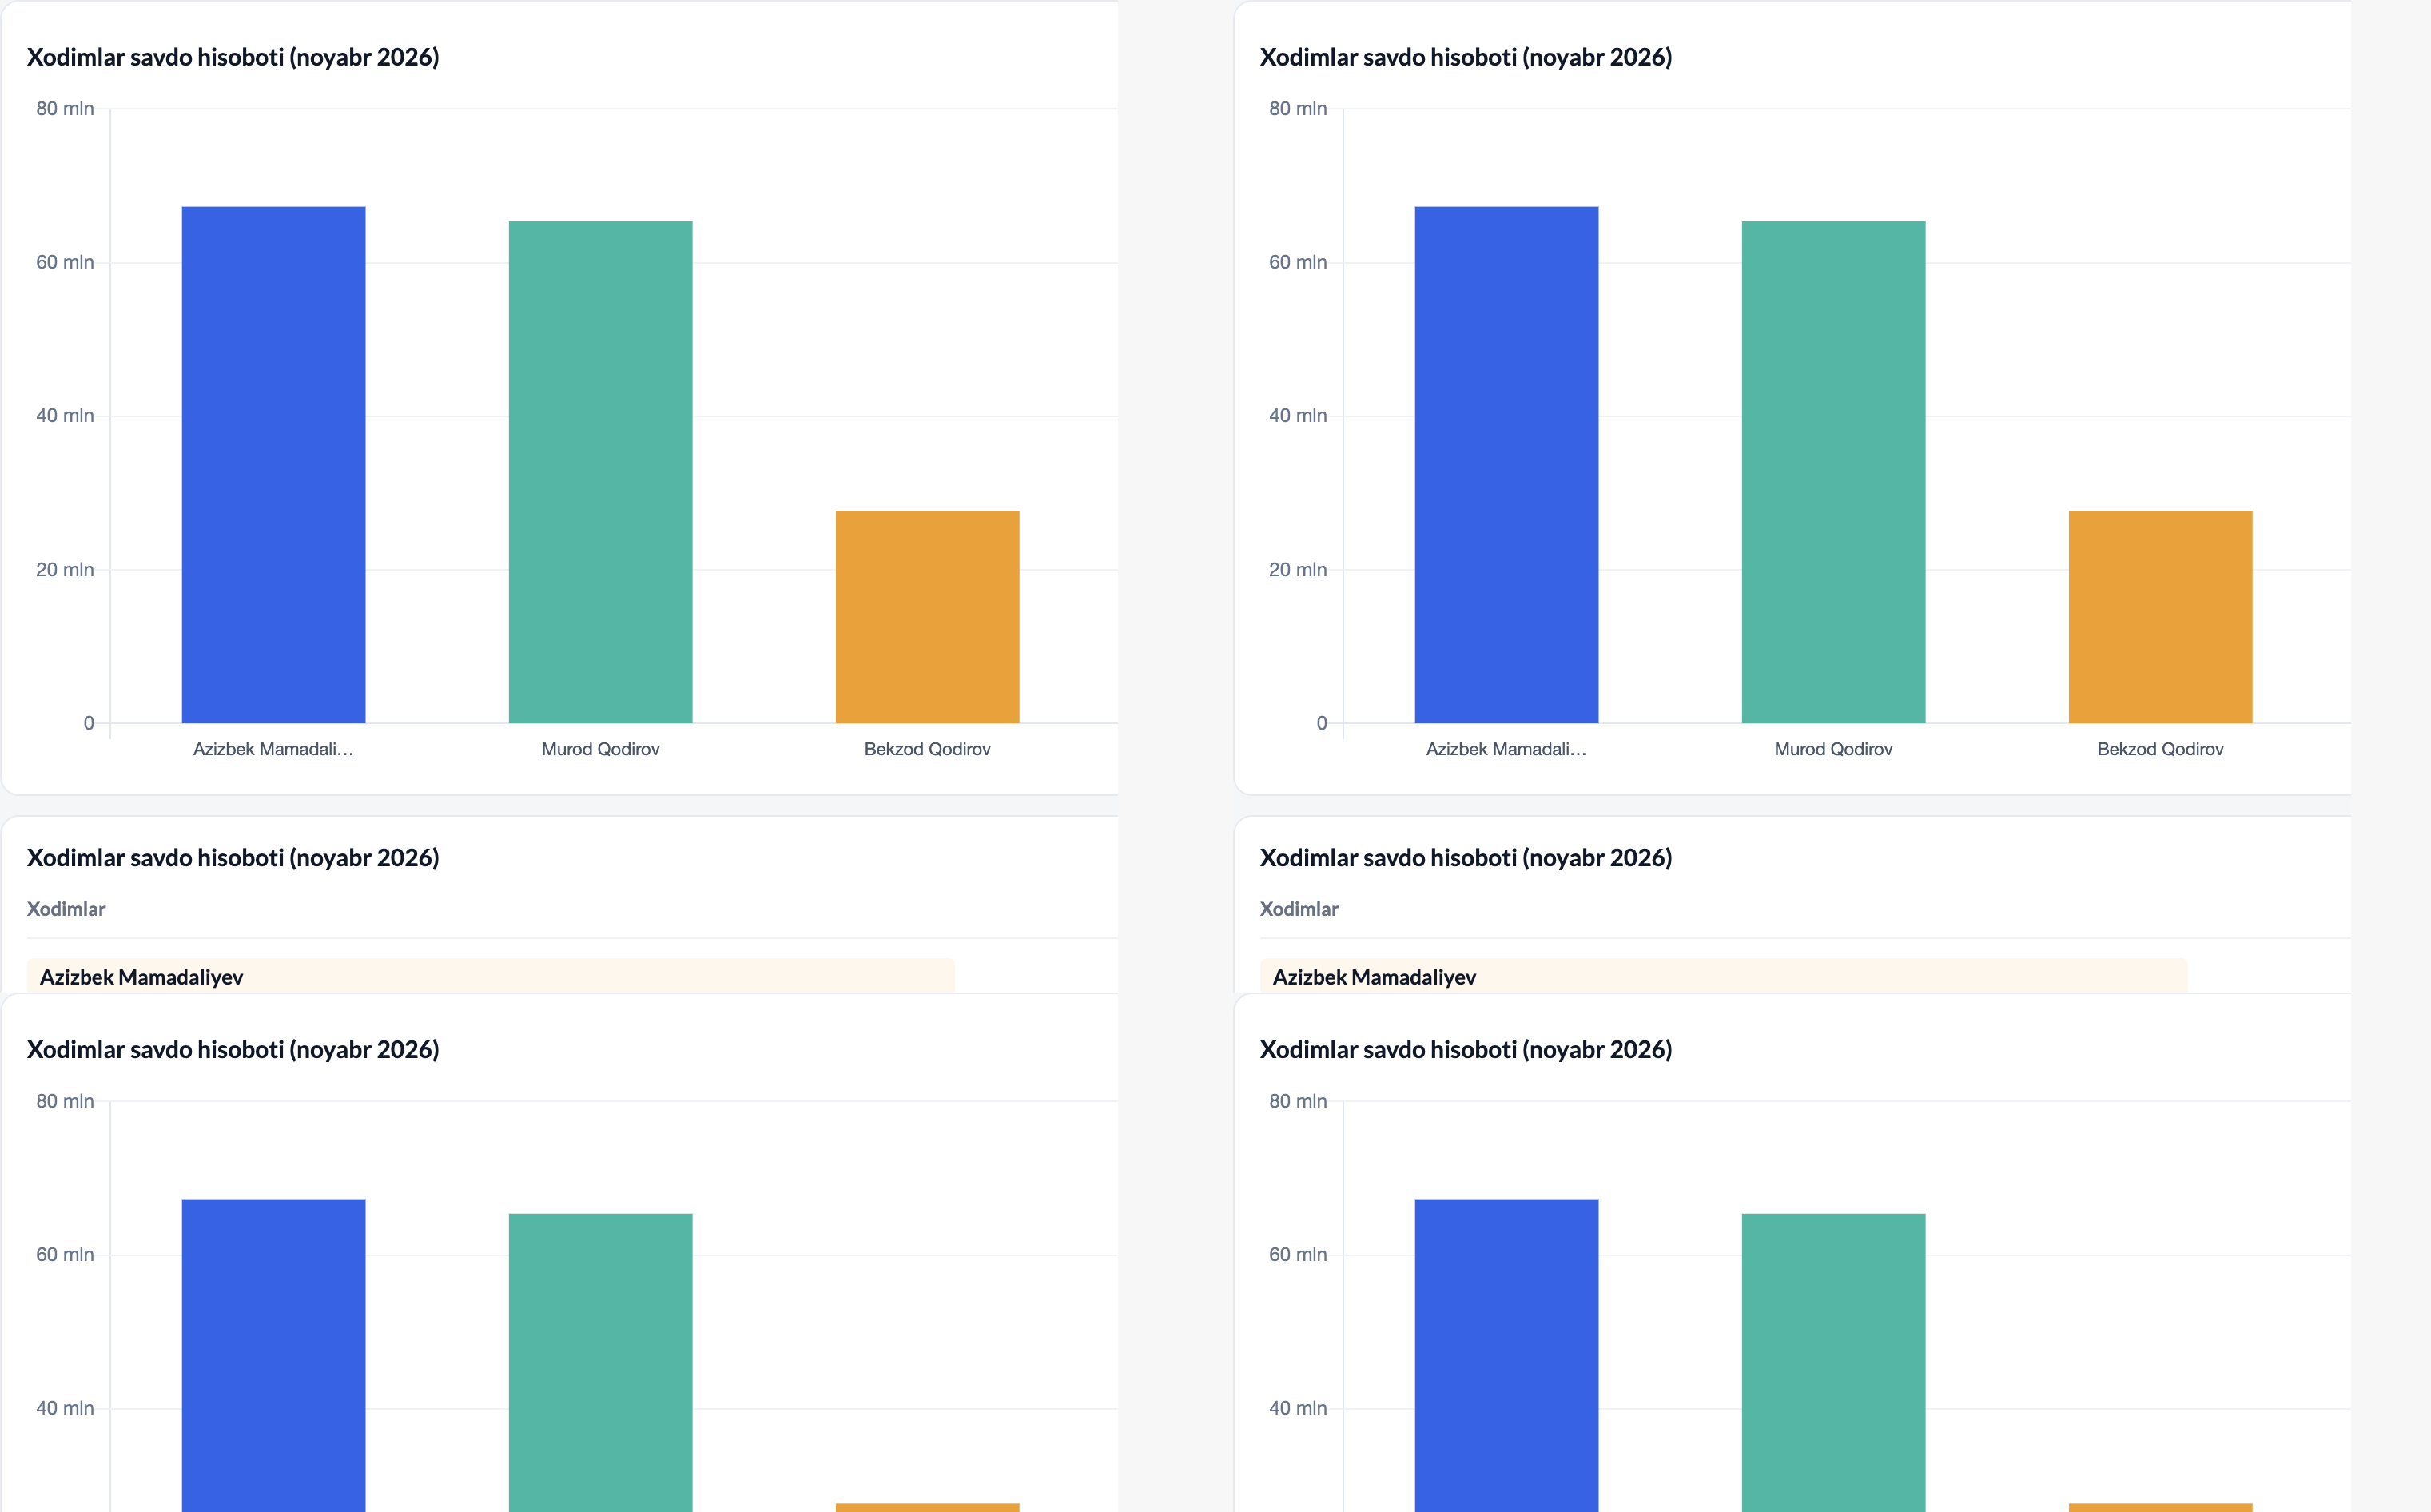 Xodimlar savdo hisoboti (noyabr 2026)
80 mln
60 mln
40 mln
20 mln
0
Azizbek Mamadali...
Murod Qodirov
Bekzod Qodirov
Xodimlar savdo hisoboti (noyabr 2026)
Xodimlar
Azizbek Mamadaliyev
Xodimlar savdo hisoboti (noyabr 2026)
80 mln
60 mln
40 mln
Xodimlar savdo hisoboti (noyabr 2026)
80 mln
60 mln
40 mln
20 mln
0
Azizbek Mamadali...
Murod Qodirov
Bekzod Qodirov
Xodimlar savdo hisoboti (noyabr 2026)
Xodimlar
Azizbek Mamadaliyev
Xodimlar savdo hisoboti (noyabr 2026)
80 mln
60 mln
40 mln